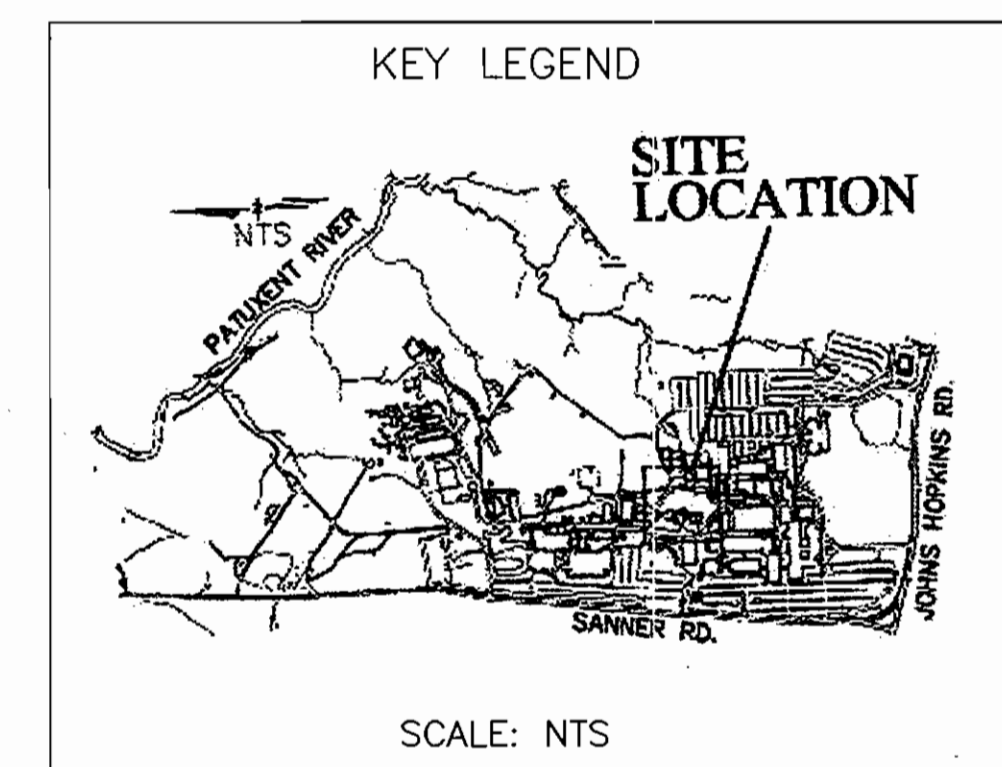 KEY LEGEND
SITE
LOCATION
NTS
PATUXENT RIVER
JOHNS HOPKINS RD.
SANNER RD.
SCALE: NTS